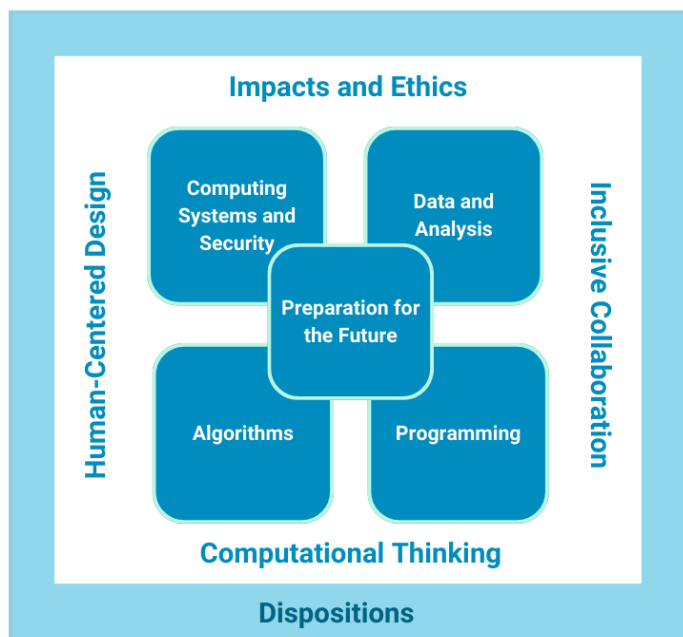 Impacts and Ethics
Human-Centered Design
Computing
Systems and
Security
Data and
Analysis
Inclusive Collaboration
Preparation for
the Future
Algorithms
Programming
Computational Thinking
Dispositions